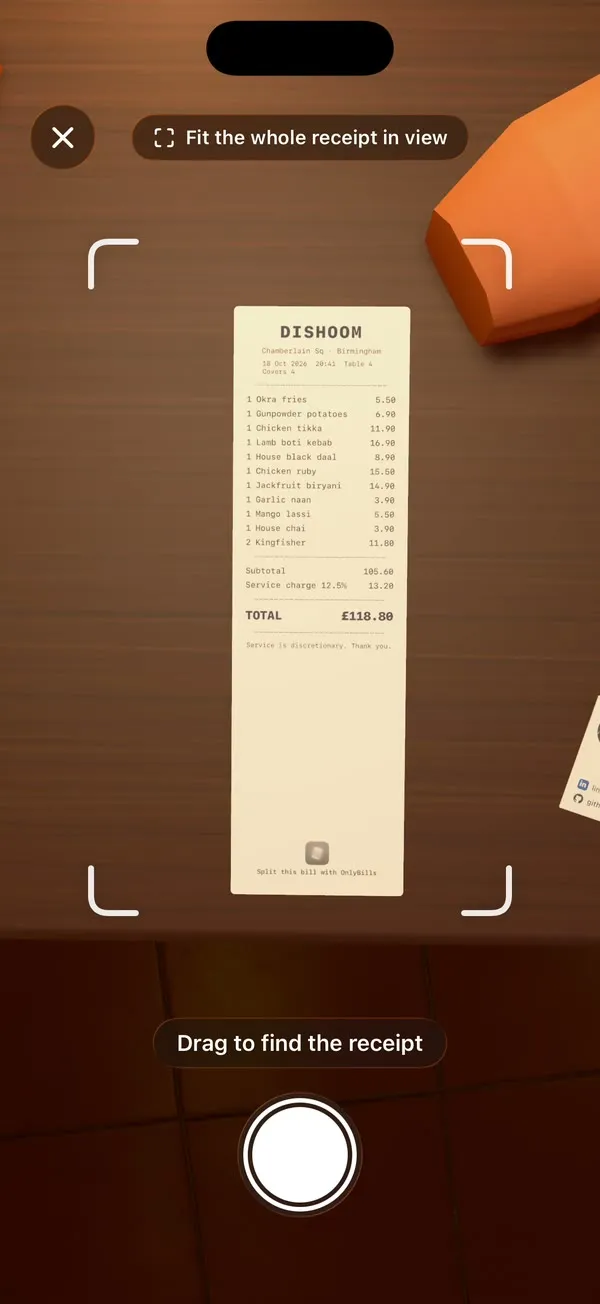 Fit the whole receipt in view
DISHOOM
Chamberlain Sq · Birmingham
10 Oct 2026 20:41 Table 4
Covers 4
1 Okra fries 5.50
1 Gunpowder potatoes 6.90
1 Chicken tikka 11.90
1 Lamb boti kebab 16.90
1 House black daal 8.90
1 Chicken ruby 15.50
1 Jackfruit biryani 14.90
1 Garlic naan 3.90
1 Mango lassi 5.50
1 House chai 3.90
2 Kingfisher 11.80
Subtotal 105.60
Service charge 12.5% 13.20
TOTAL £118.80
Service is discretionary. Thank you.
in
Split this bill with OnlyBills
Drag to find the receipt